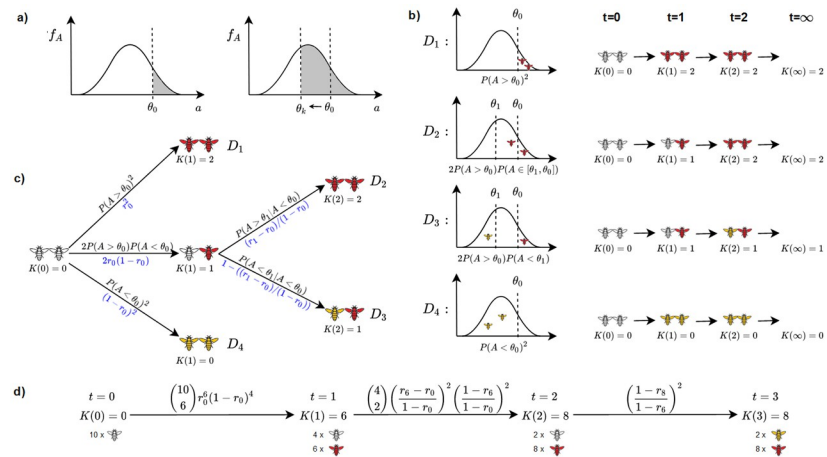 a)
f_A
θ_0
a
f_A
θ_k ← θ_0
a
b)
θ_0
D_1 :
P(A > θ_0)^2
θ_1 θ_0
D_2 :
2P(A > θ_0)P(A ∈ [θ_1, θ_0])
θ_1 θ_0
D_3 :
2P(A > θ_0)P(A < θ_1)
θ_0
D_4 :
P(A < θ_0)^2
t=0 t=1 t=2 t=∞
K(0) = 0 K(1) = 2 K(2) = 2 K(∞) = 2
K(0) = 0 K(1) = 1 K(2) = 2 K(∞) = 2
K(0) = 0 K(1) = 1 K(2) = 1 K(∞) = 1
K(0) = 0 K(1) = 0 K(2) = 0 K(∞) = 0
c)
K(0) = 0
P(A > θ_0)^2
r_0^2
K(1) = 2
D_1
2P(A > θ_0)P(A < θ_0)
2r_0(1 − r_0)
K(1) = 1
P(A < θ_0)^2
(1 − r_0)^2
K(1) = 0
D_4
P(A > θ_1|A < θ_0)
(r_1 − r_0)/(1 − r_0)
K(2) = 2
D_2
P(A < θ_1|A < θ_0)
1 − ((r_1 − r_0)/(1 − r_0))
K(2) = 1
D_3
d)
t = 0
K(0) = 0
10 x
(10 6) r_0^6 (1 − r_0)^4
t = 1
K(1) = 6
4 x
6 x
(4 2) ((r_6 − r_0)/(1 − r_0))^2 ((1 − r_6)/(1 − r_0))^2
t = 2
K(2) = 8
2 x
8 x
((1 − r_8)/(1 − r_6))^2
t = 3
K(3) = 8
2 x
8 x